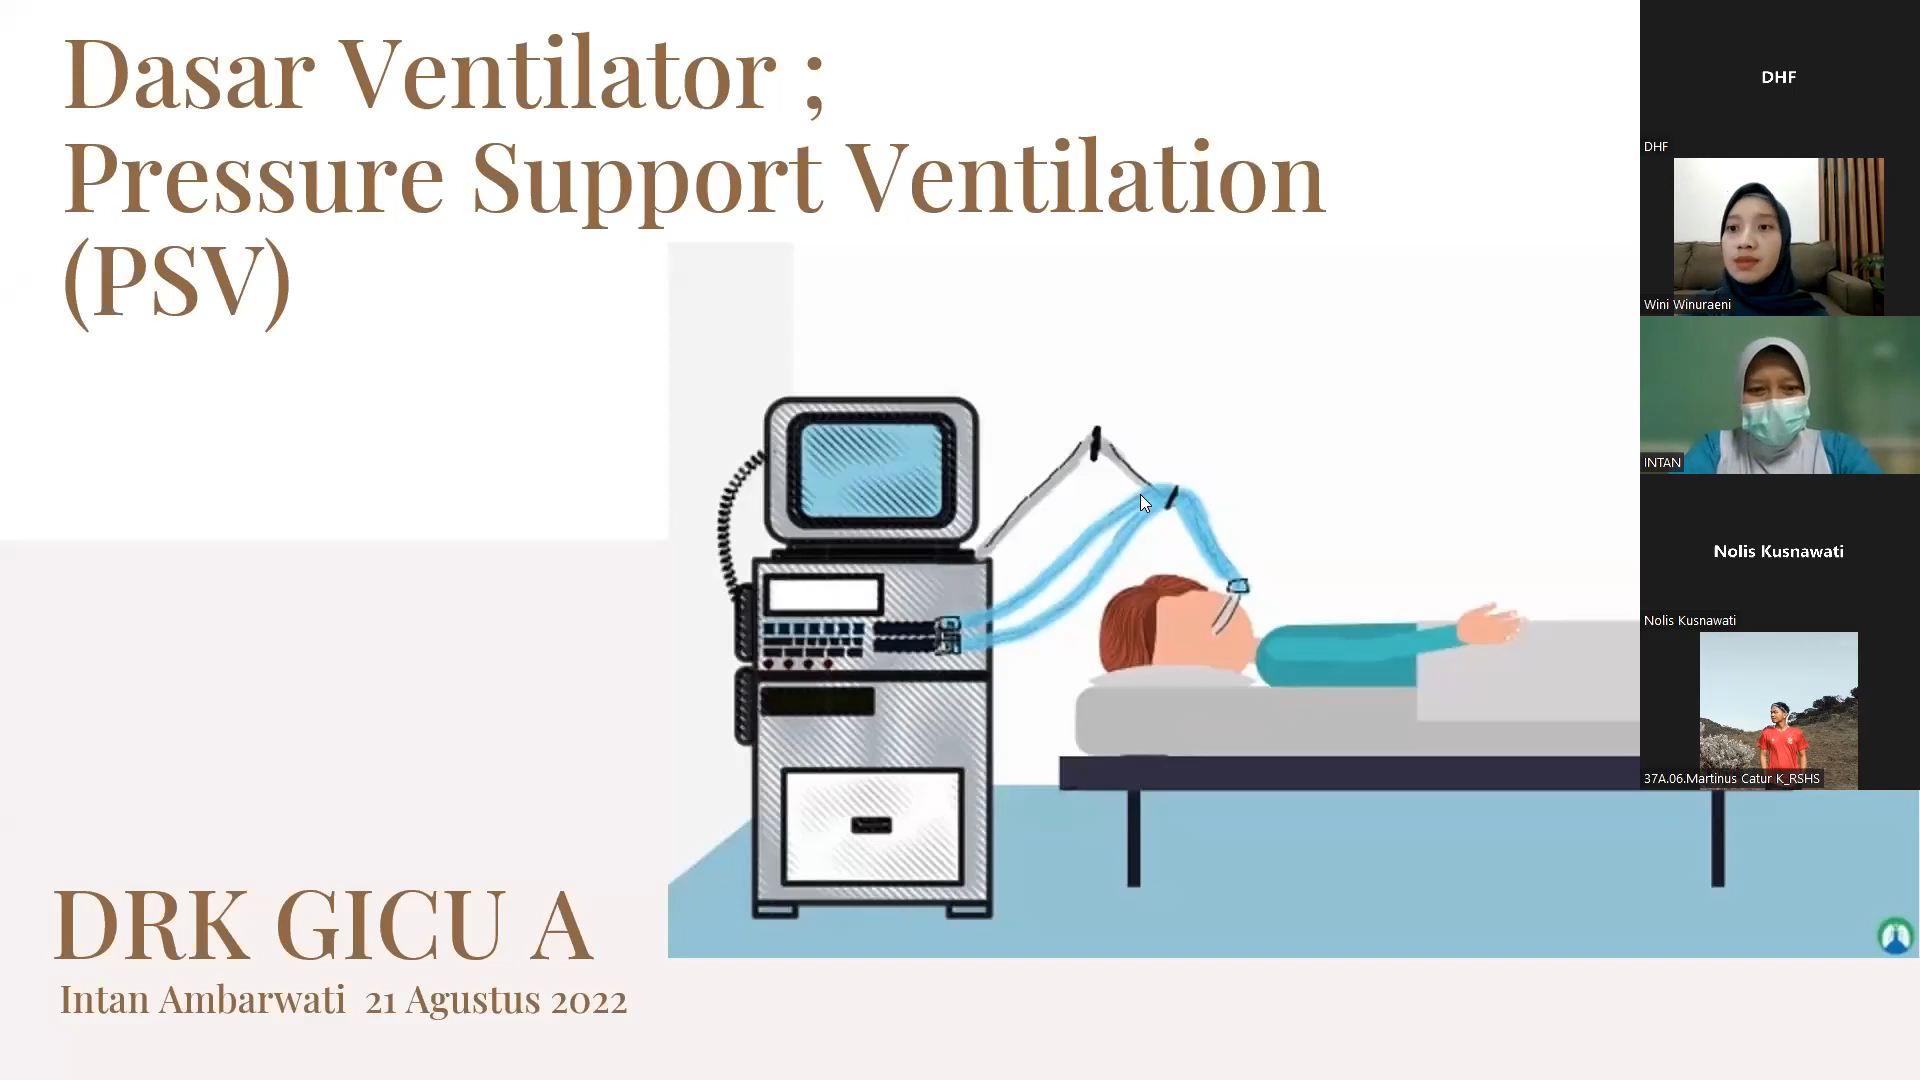 Dasar Ventilator ;
Pressure Support Ventilation
(PSV)
DRK GICU A
Intan Ambarwati 21 Agustus 2022
DHF
DHF
Wini Winuraeni
INTAN
Nolis Kusnawati
Nolis Kusnawati
37A.06.Martinus Catur K_RSHS